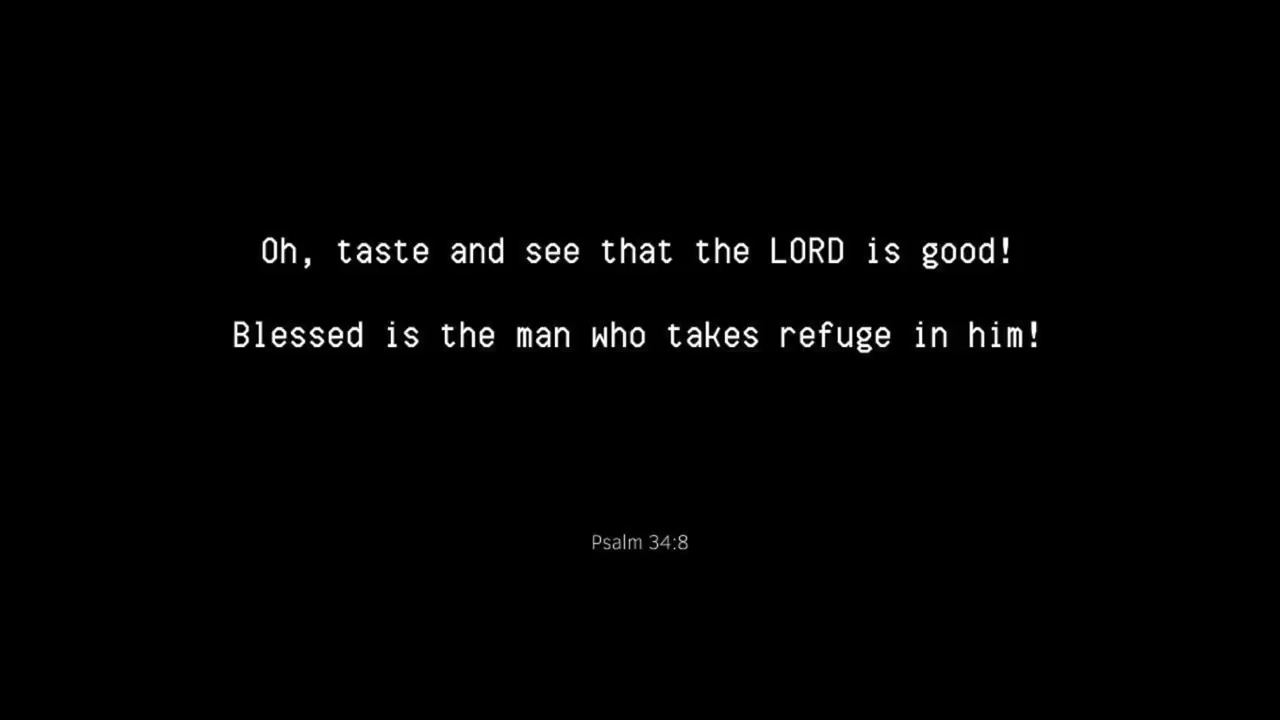 Oh, taste and see that the LORD is good!
Blessed is the man who takes refuge in him!
Psalm 34:8